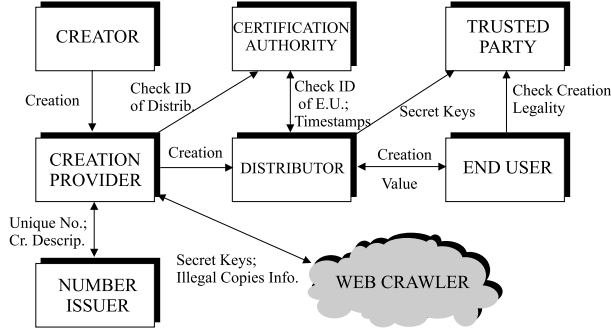 CREATOR
CERTIFICATION
AUTHORITY
TRUSTED
PARTY
Creation
Check ID
of Distrib.
Check ID
of E.U.;
Timestamps
Secret Keys
Check Creation
Legality
CREATION
PROVIDER
Creation
DISTRIBUTOR
Creation
Value
END USER
Unique No.;
Cr. Descrip.
Secret Keys;
Illegal Copies Info.
NUMBER
ISSUER
WEB CRAWLER